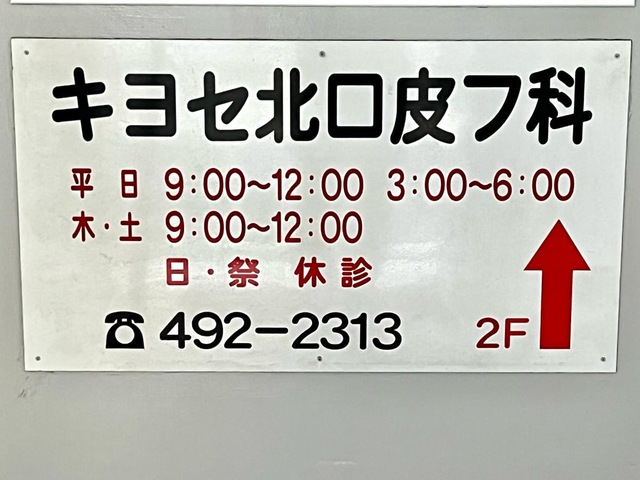 キヨセ北口皮フ科
平日 9:00〜12:00 3:00〜6:00
木・土 9:00〜12:00
日・祭 休診
☎ 492-2313 2F